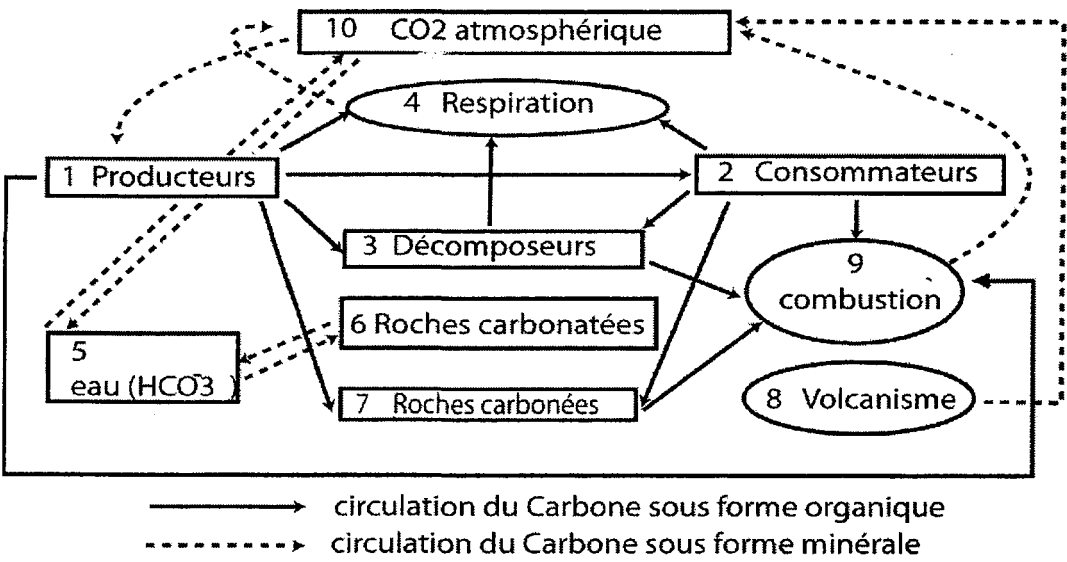 10 CO2 atmosphérique
4 Respiration
1 Producteurs
2 Consommateurs
3 Décomposeurs
9
combustion
6 Roches carbonatées
5
eau (HCO3̄ )
7 Roches carbonées
8 Volcanisme
circulation du Carbone sous forme organique
circulation du Carbone sous forme minérale